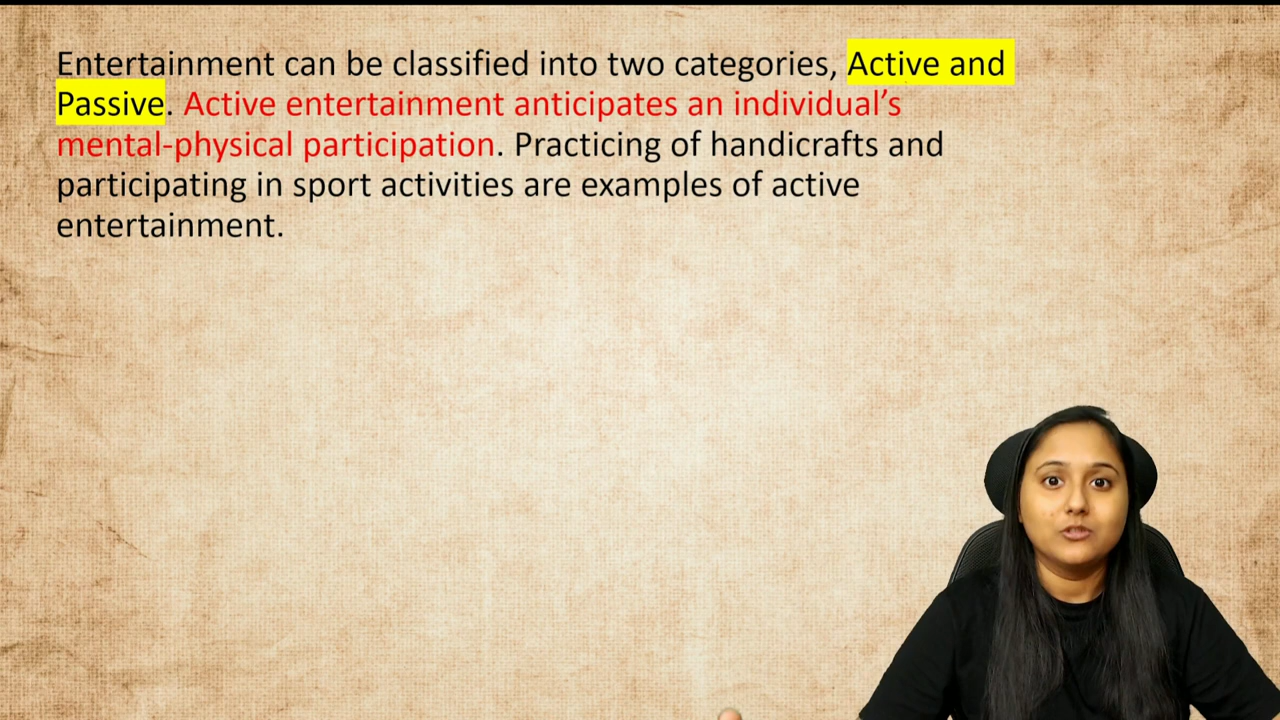 Entertainment can be classified into two categories, Active and
Passive. Active entertainment anticipates an individual’s
mental-physical participation. Practicing of handicrafts and
participating in sport activities are examples of active
entertainment.